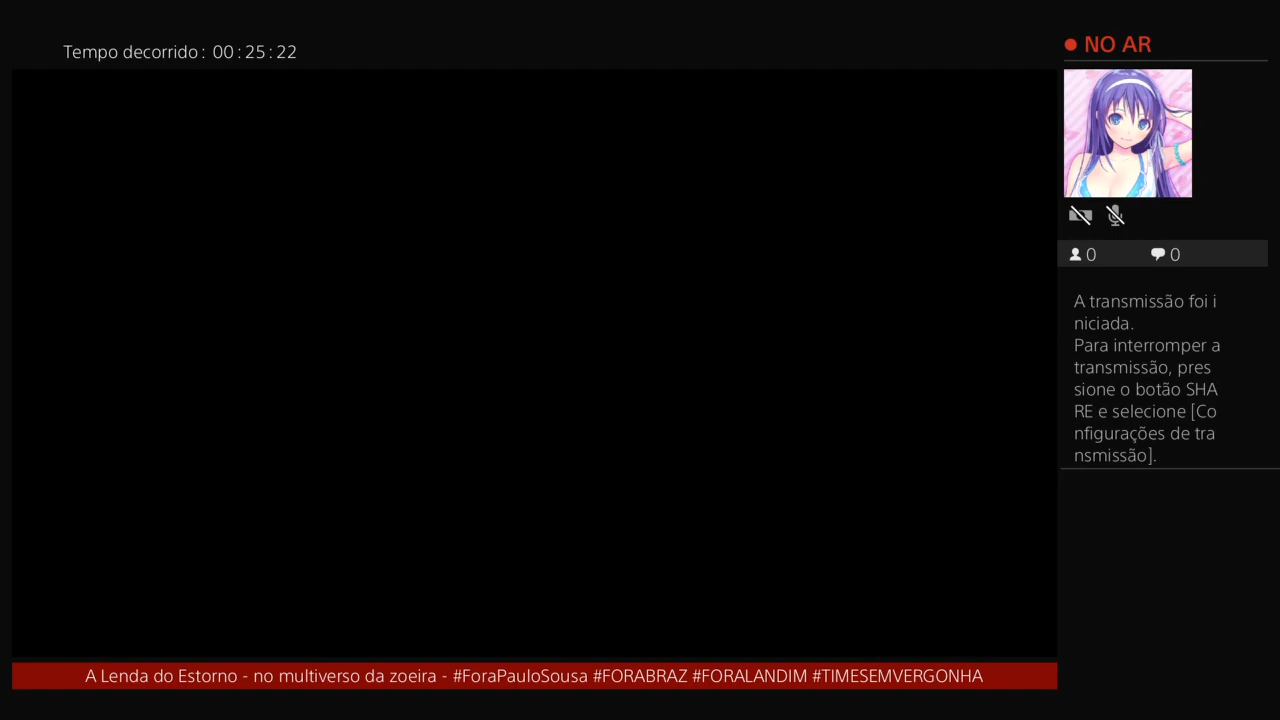 Tempo decorrido: 00:25:22
NO AR
0
0
A transmissão foi i
niciada.
Para interromper a
transmissão, pres
sione o botão SHA
RE e selecione [Co
nfigurações de tra
nsmissão].
A Lenda do Estorno - no multiverso da zoeira - #ForaPauloSousa #FORABRAZ #FORALANDIM #TIMESEMVERGONHA